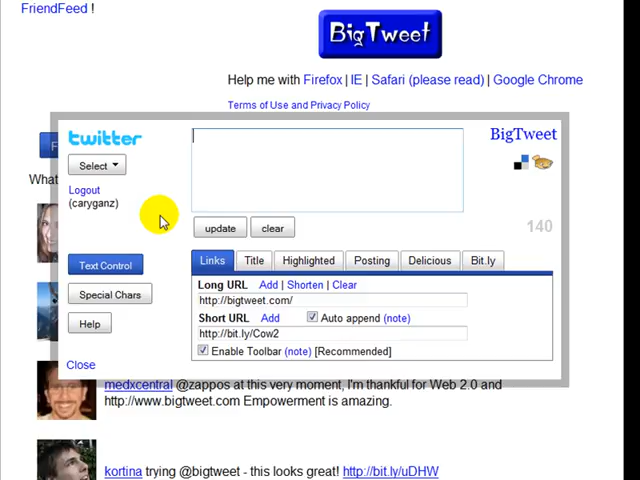 FriendFeed !
BigTweet
Help me with Firefox | IE | Safari (please read) | Google Chrome
Terms of Use and Privacy Policy
F
What
twitter
BigTweet
Select
Logout
(caryganz)
update
clear
140
Text Control
Special Chars
Help
Close
Links
Title
Highlighted
Posting
Delicious
Bit.ly
Long URL Add | Shorten | Clear
http://bigtweet.com/
Short URL Add Auto append (note)
http://bit.ly/Cow2
Enable Toolbar (note) [Recommended]
medxcentral @zappos at this very moment, I'm thankful for Web 2.0 and
http://www.bigtweet.com Empowerment is amazing.
kortina trying @bigtweet - this looks great! http://bit.ly/uDHW